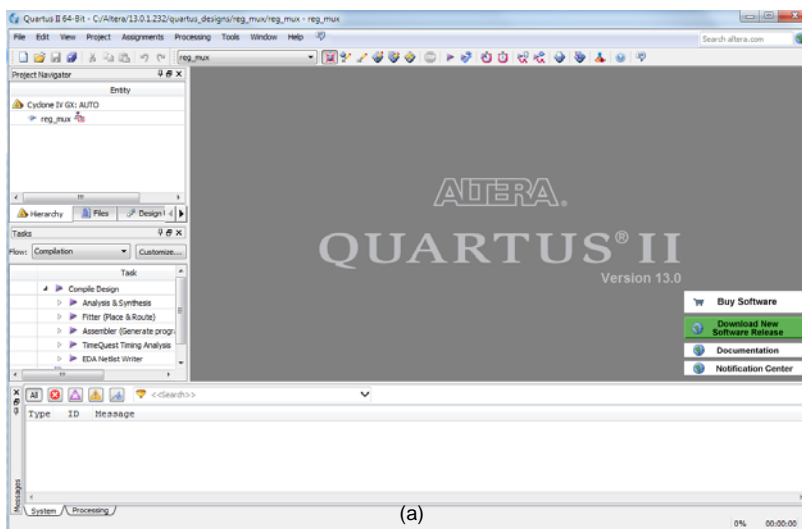 Quartus II 64-Bit - C:/Altera/13.0.1.232/quartus_designs/reg_mux/reg_mux - reg_mux
File Edit View Project Assignments Processing Tools Window Help
Search altera.com
reg_mux
Project Navigator
Entity
Cyclone IV GX: AUTO
reg_mux
Hierarchy Files Design
Tasks
Flow: Compilation Customize...
Task
Compile Design
Analysis & Synthesis
Fitter (Place & Route)
Assembler (Generate progra
TimeQuest Timing Analysis
EDA Netlist Writer
ALTERA®
QUARTUS® II
Version 13.0
Buy Software
Download New
Software Release
Documentation
Notification Center
All <<Search>>
Type ID Message
Messages
System Processing
(a)
0% 00:00:00